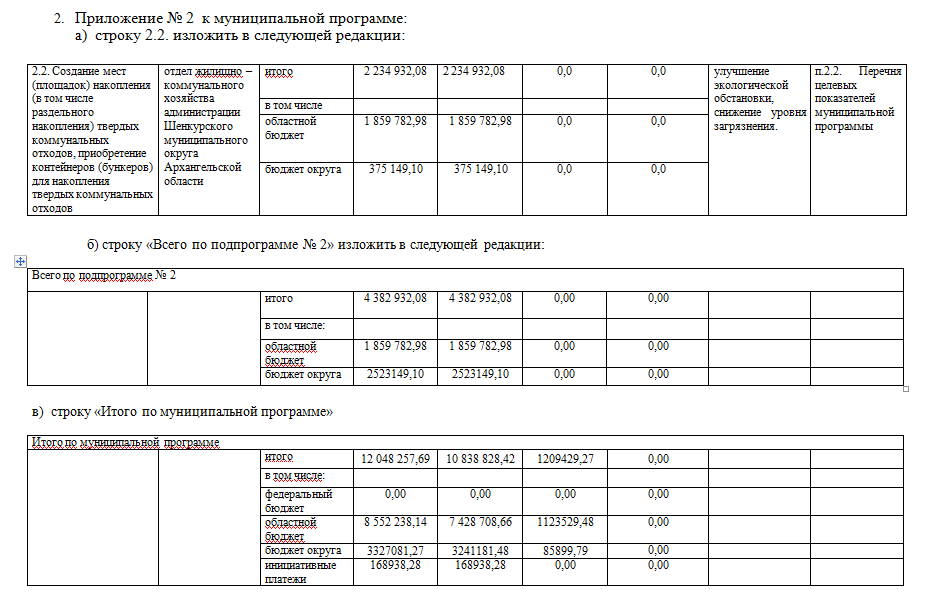 2. Приложение № 2 к муниципальной программе:
а) строку 2.2. изложить в следующей редакции:
2.2. Создание мест (площадок) накопления (в том числе раздельного накопления) твердых коммунальных отходов, приобретение контейнеров (бункеров) для накопления твердых коммунальных отходов
отдел жилищно – коммунального хозяйства администрации Шенкурского муниципального округа Архангельской области
итого 2 234 932,08 2 234 932,08 0,0 0,0
в том числе
областной бюджет 1 859 782,98 1 859 782,98 0,0 0,0
бюджет округа 375 149,10 375 149,10 0,0 0,0
улучшение экологической обстановки, снижение уровня загрязнения.
п.2.2. Перечня целевых показателей муниципальной программы
б) строку «Всего по подпрограмме № 2» изложить в следующей редакции:
Всего по подпрограмме № 2
итого 4 382 932,08 4 382 932,08 0,00 0,00
в том числе:
областной бюджет 1 859 782,98 1 859 782,98 0,00 0,00
бюджет округа 2523149,10 2523149,10 0,00 0,00
в) строку «Итого по муниципальной программе»
Итого по муниципальной программе
итого 12 048 257,69 10 838 828,42 1209429,27 0,00
в том числе:
федеральный бюджет 0,00 0,00 0,00 0,00
областной бюджет 8 552 238,14 7 428 708,66 1123529,48 0,00
бюджет округа 3327081,27 3241181,48 85899,79 0,00
инициативные платежи 168938,28 168938,28 0,00 0,00